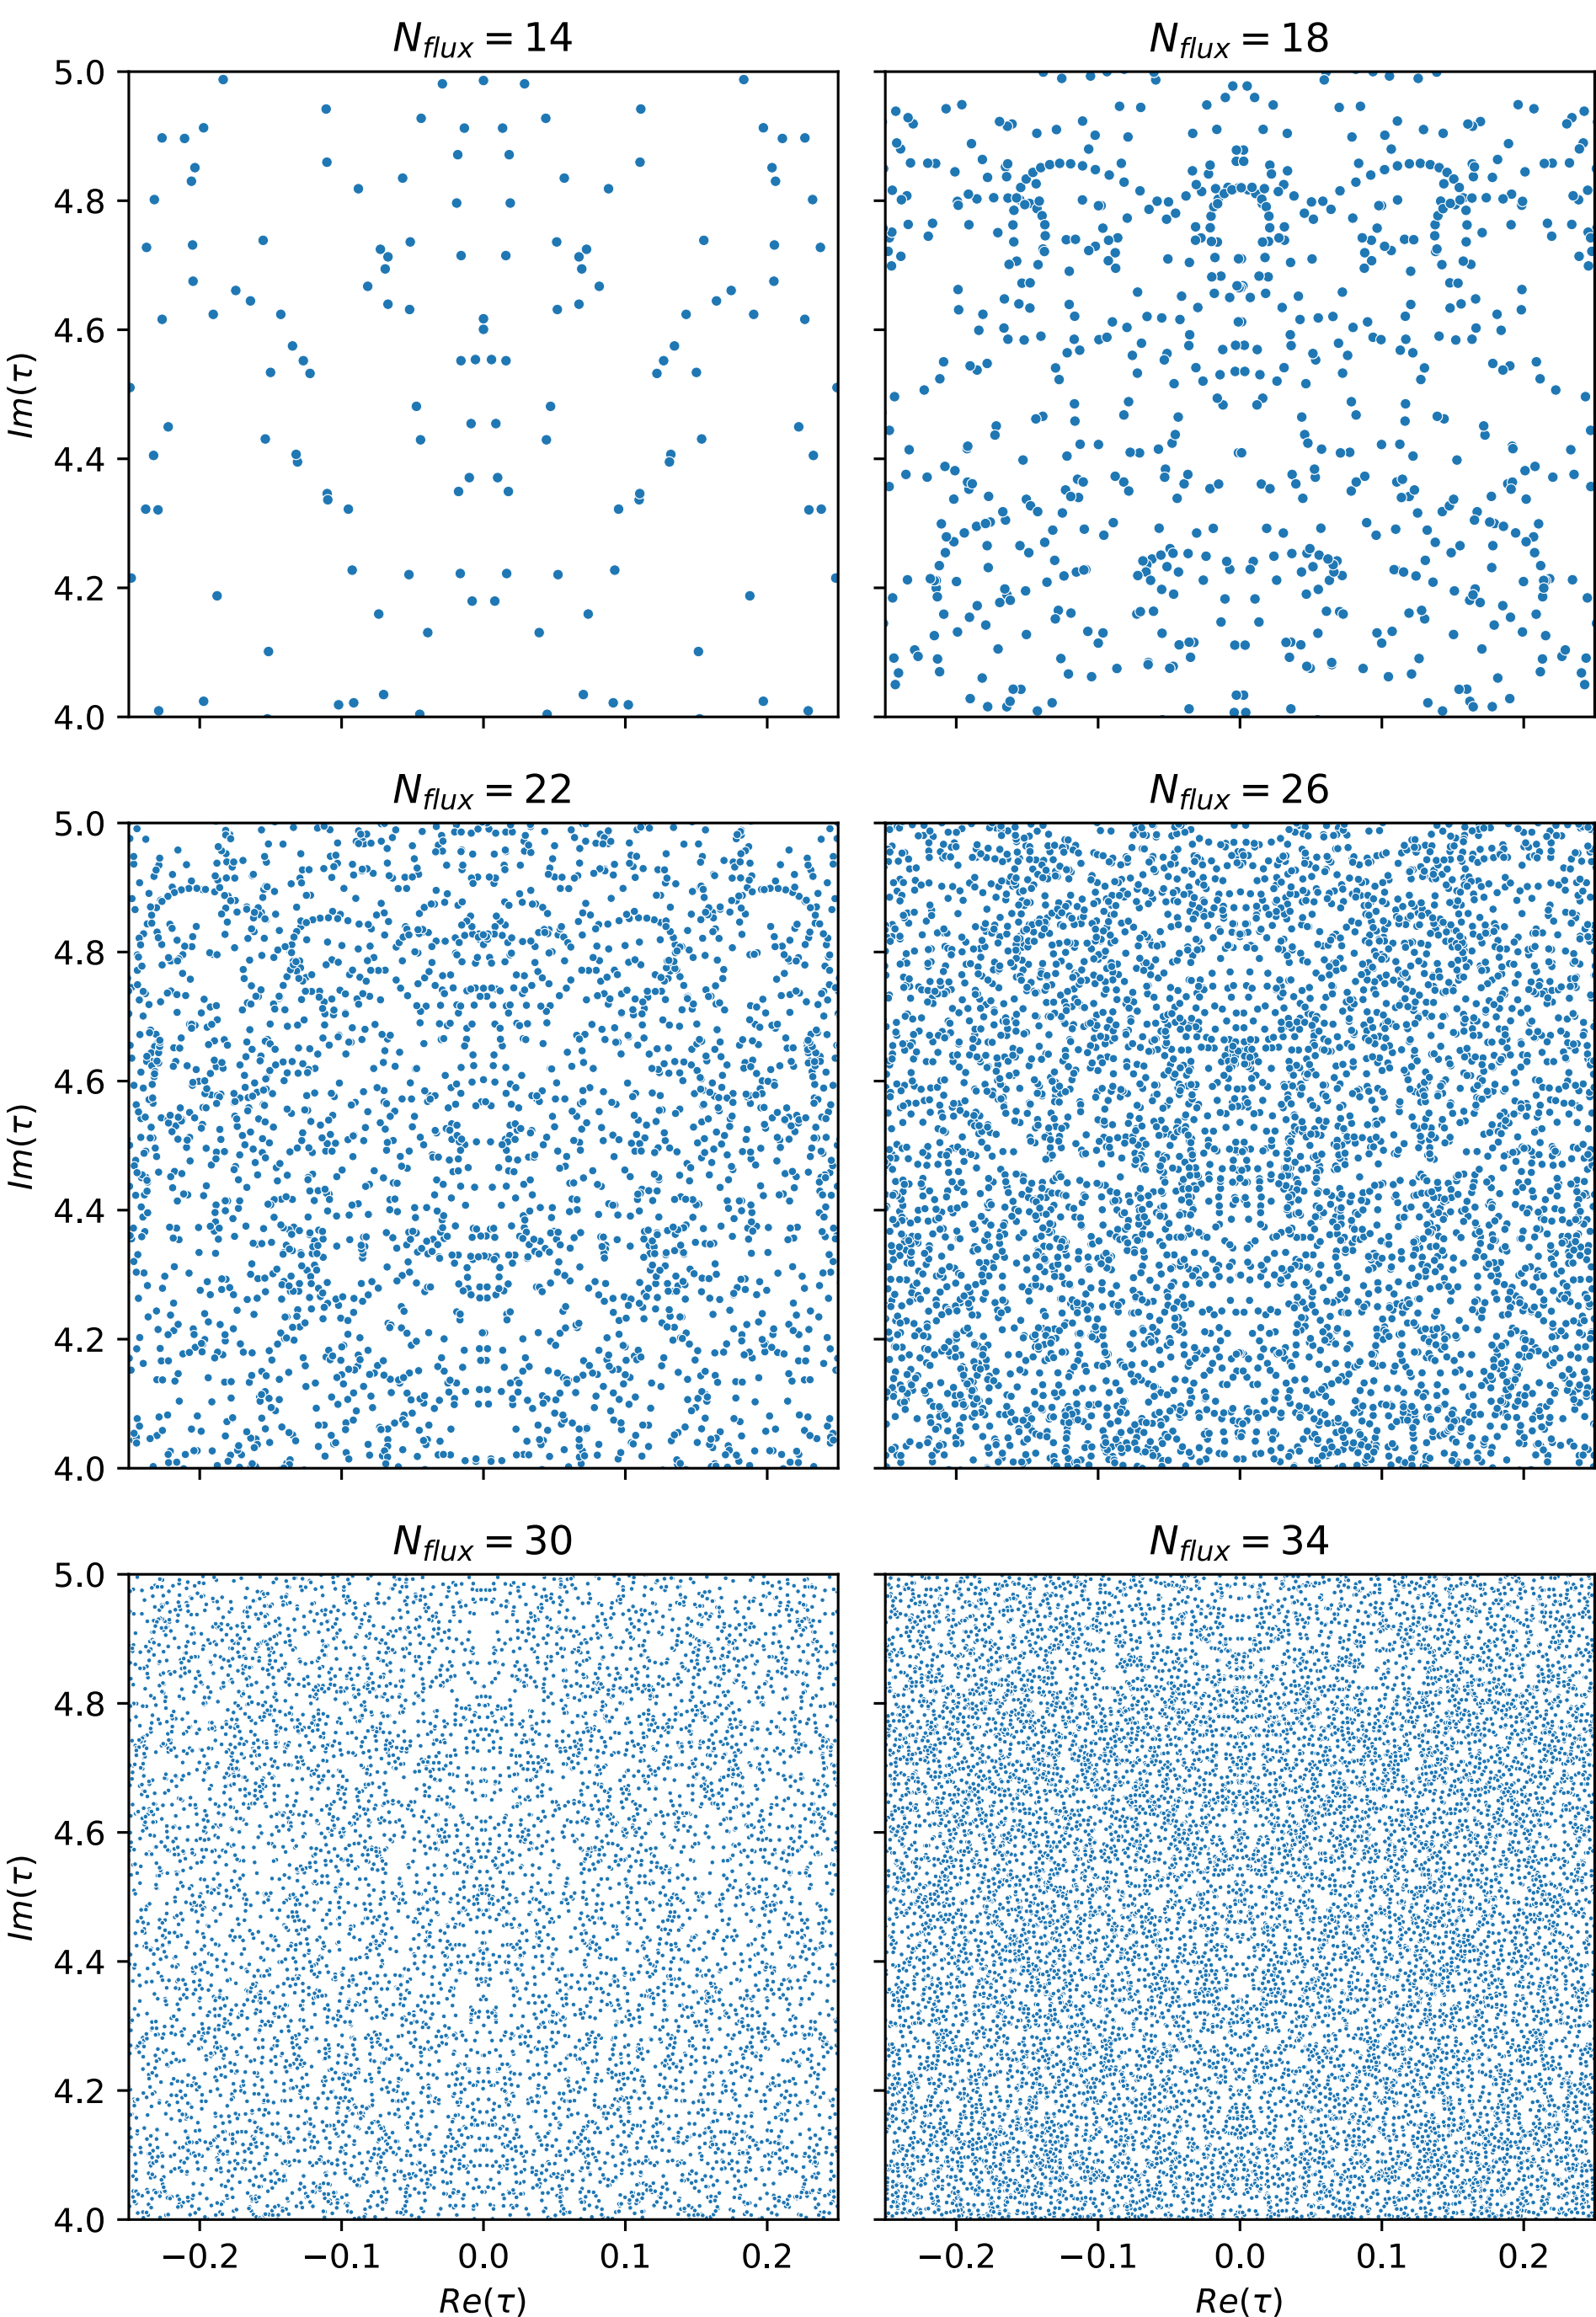 N_flux = 14
N_flux = 18
5.0
4.8
4.6
4.4
4.2
4.0
Im(τ)
N_flux = 22
N_flux = 26
5.0
4.8
4.6
4.4
4.2
4.0
Im(τ)
N_flux = 30
N_flux = 34
5.0
4.8
4.6
4.4
4.2
4.0
Im(τ)
−0.2 −0.1 0.0 0.1 0.2
−0.2 −0.1 0.0 0.1 0.2
Re(τ)
Re(τ)